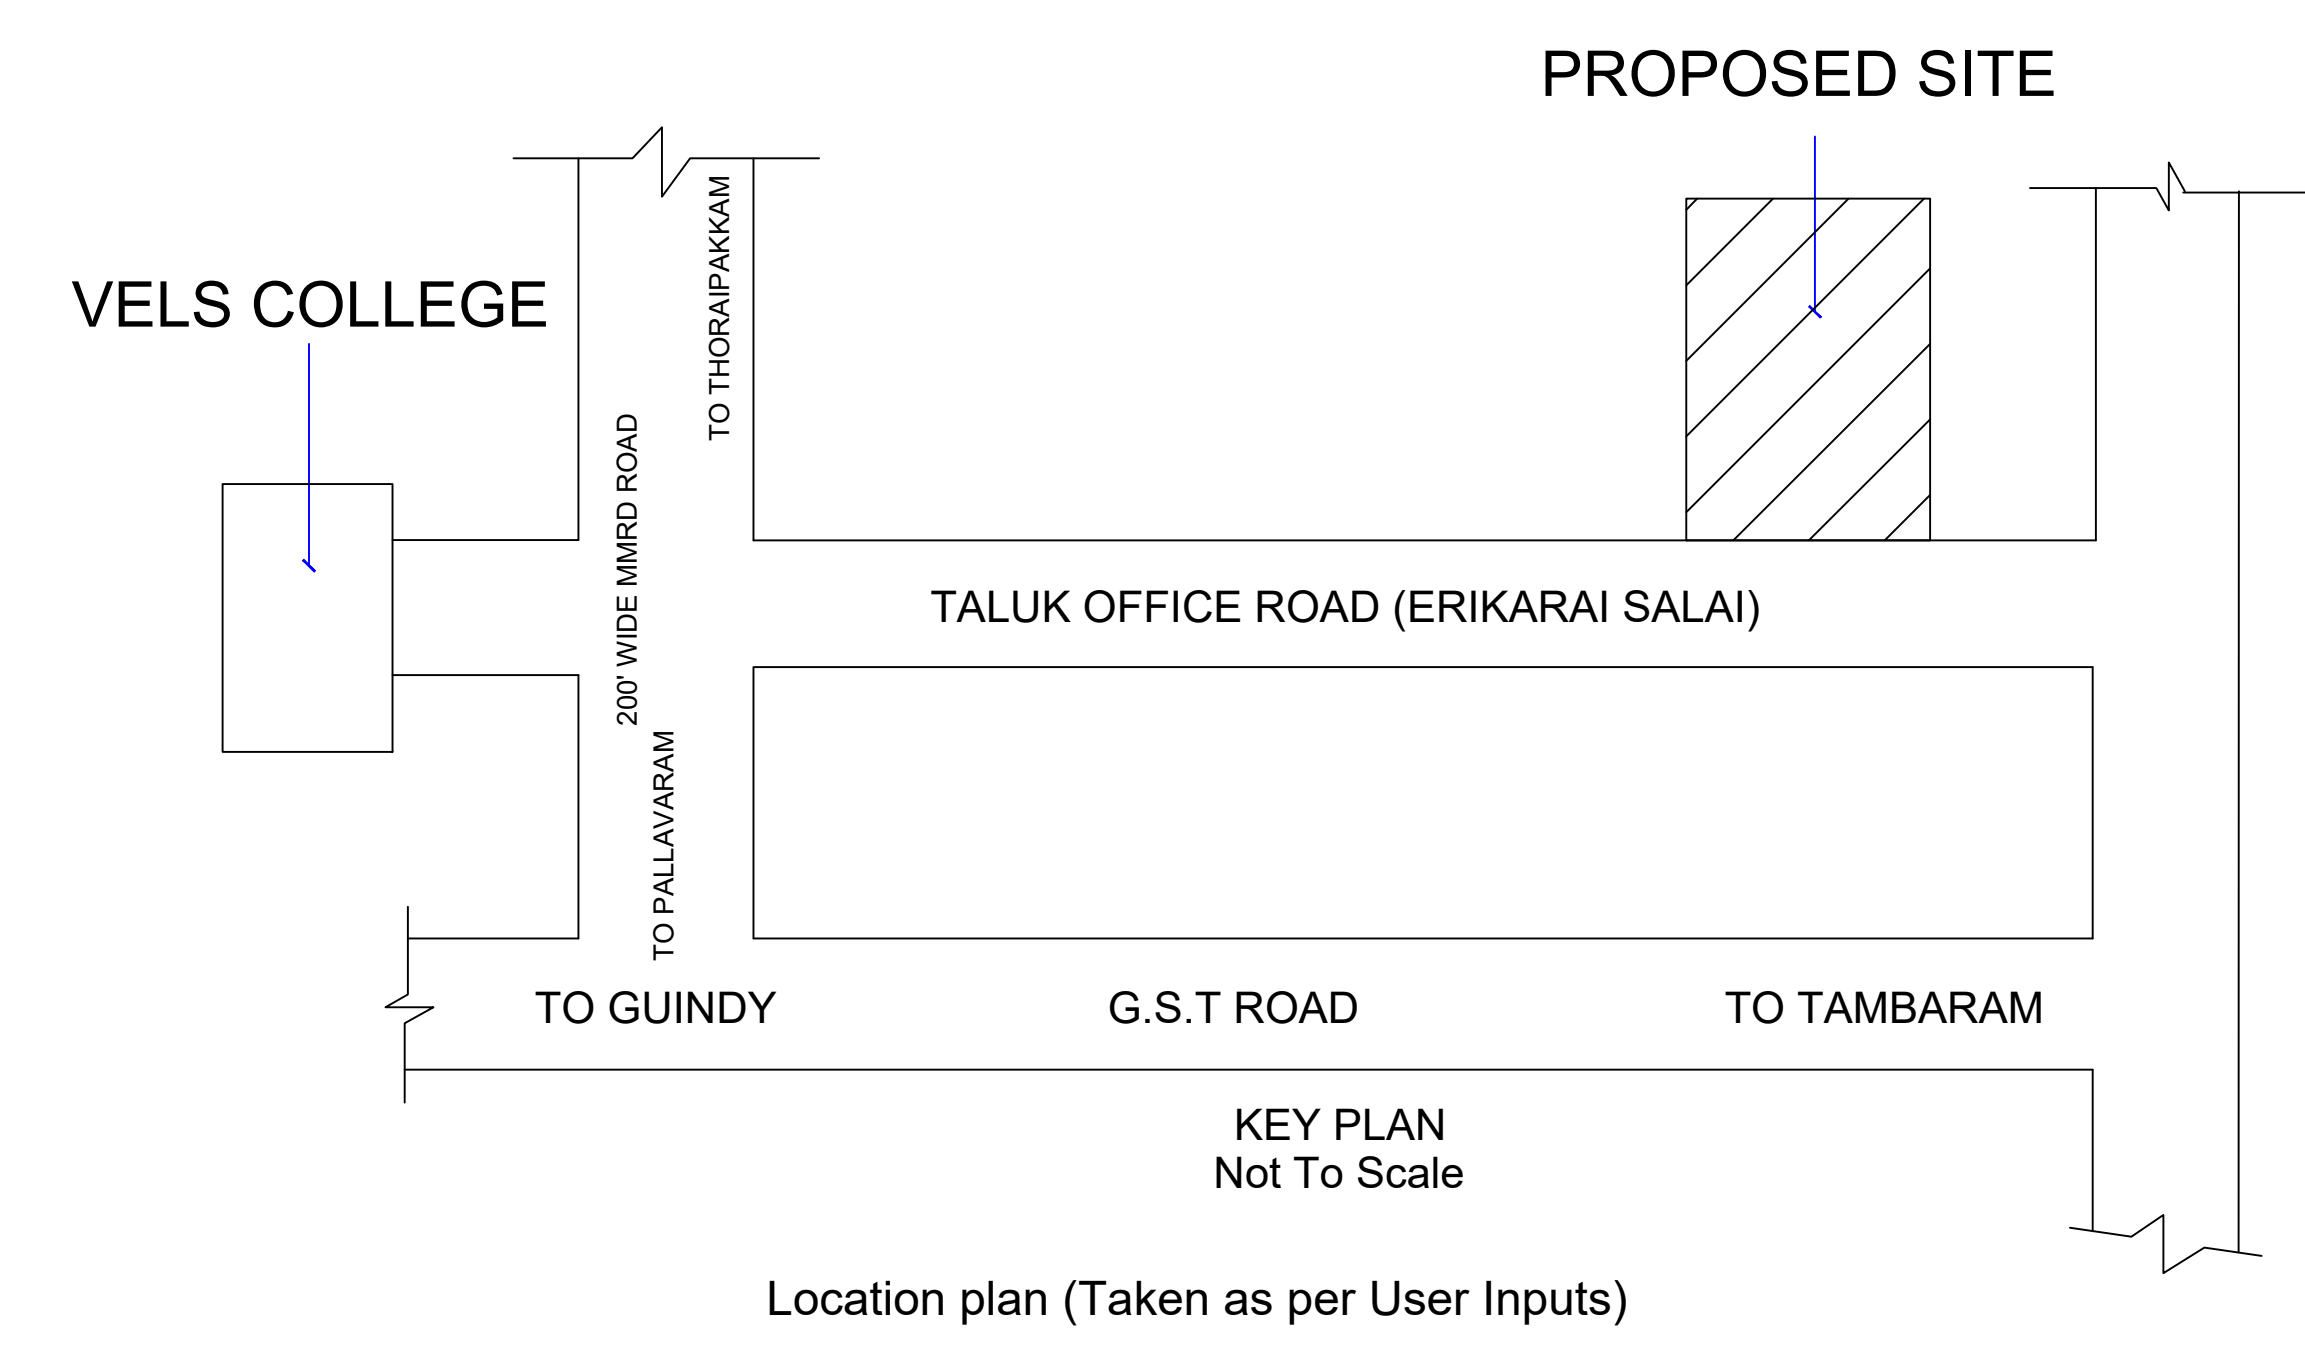 PROPOSED SITE
VELS COLLEGE
TO THORAIPAKKAM
200' WIDE MMRD ROAD
TALUK OFFICE ROAD (ERIKARAI SALAI)
TO PALLAVARAM
TO GUINDY
G.S.T ROAD
TO TAMBARAM
KEY PLAN
Not To Scale
Location plan (Taken as per User Inputs)